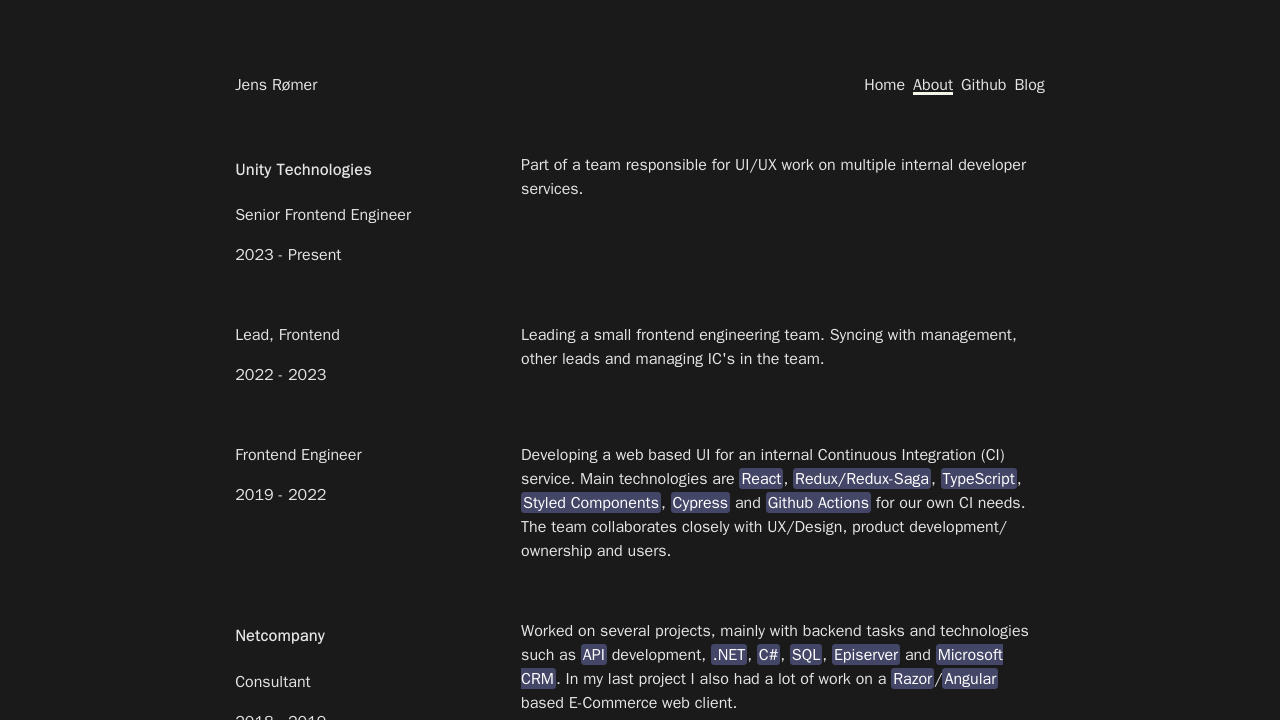 Jens Rømer
Home About Github Blog
Unity Technologies
Senior Frontend Engineer
2023 - Present
Part of a team responsible for UI/UX work on multiple internal developer
services.
Lead, Frontend
2022 - 2023
Leading a small frontend engineering team. Syncing with management,
other leads and managing IC's in the team.
Frontend Engineer
2019 - 2022
Developing a web based UI for an internal Continuous Integration (CI)
service. Main technologies are React, Redux/Redux-Saga, TypeScript,
Styled Components, Cypress and Github Actions for our own CI needs.
The team collaborates closely with UX/Design, product development/
ownership and users.
Netcompany
Consultant
2018 - 2019
Worked on several projects, mainly with backend tasks and technologies
such as API development, .NET, C#, SQL, Episerver and Microsoft
CRM. In my last project I also had a lot of work on a Razor/Angular
based E-Commerce web client.